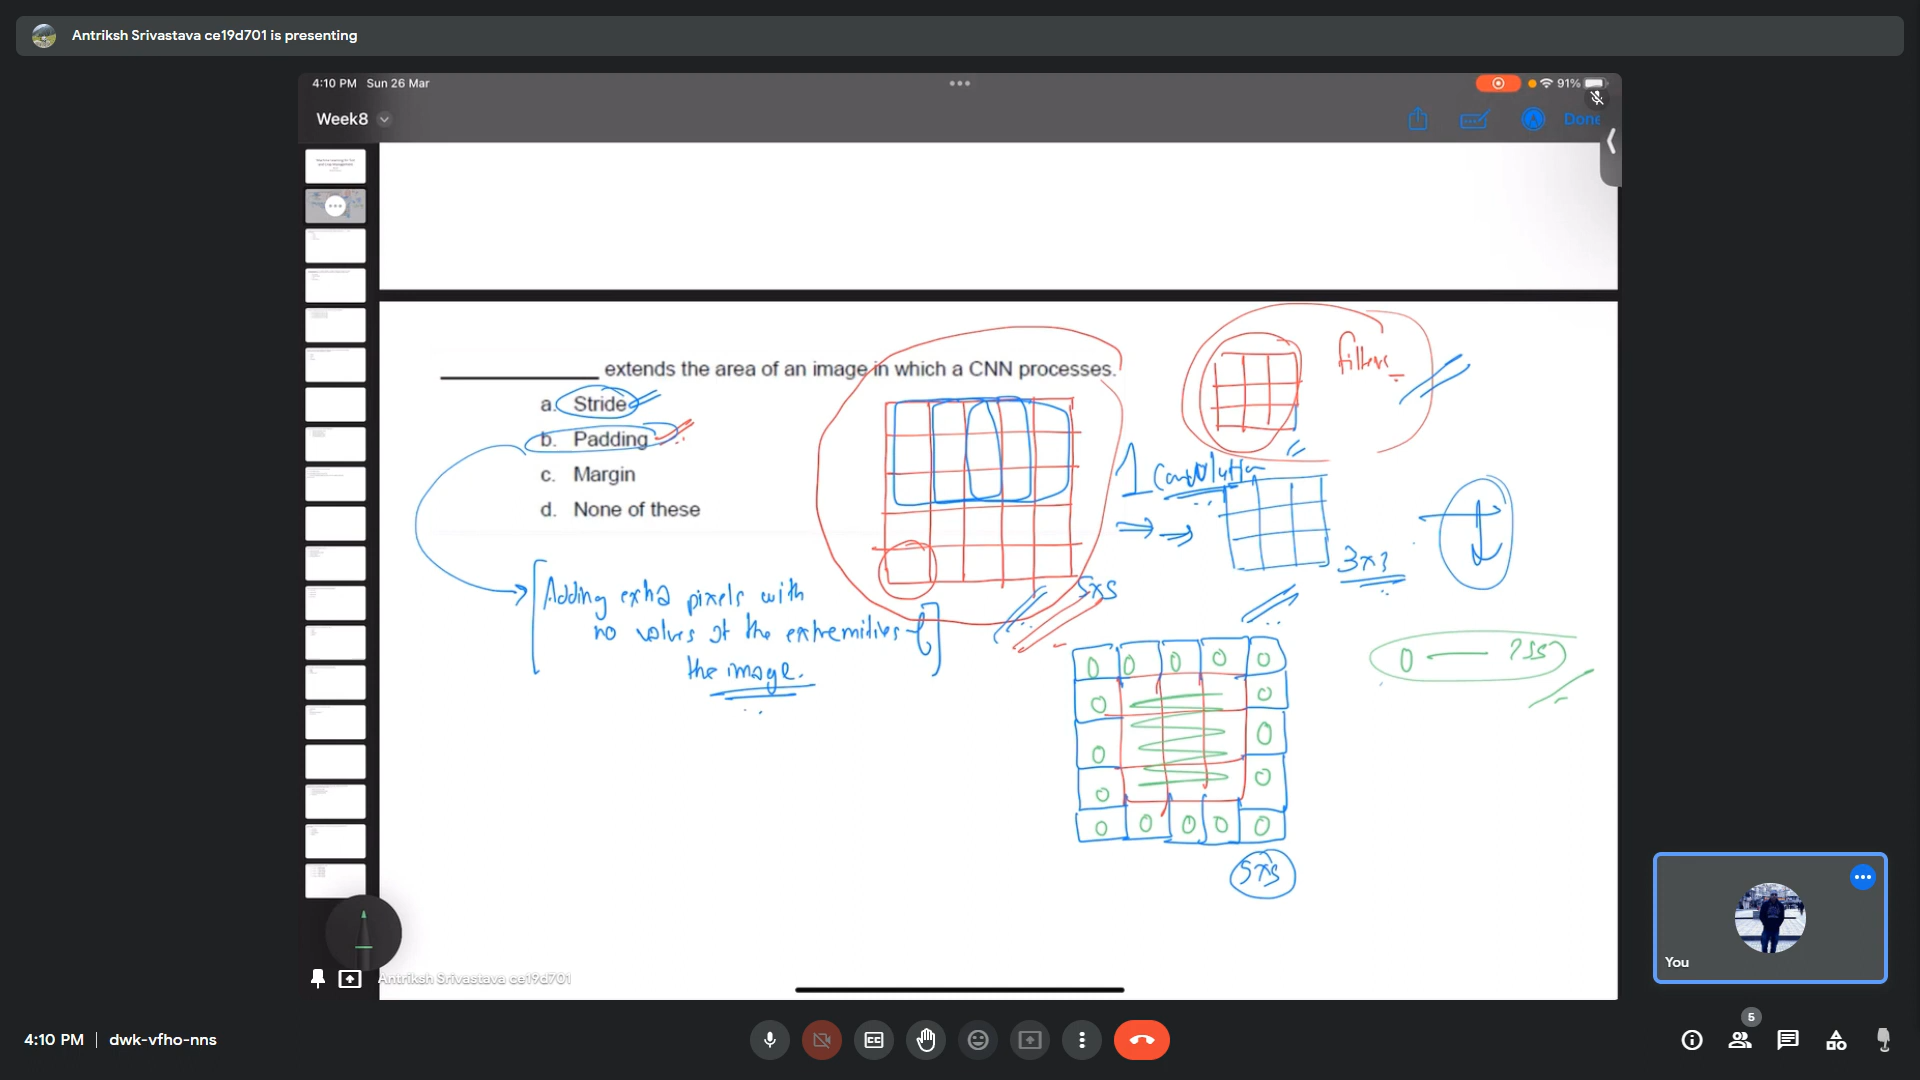 Antriksh Srivastava ce19d701 is presenting
4:10 PM Sun 26 Mar
91%
Week8
Done
__________ extends the area of an image in which a CNN processes.
a. Stride
b. Padding
c. Margin
d. None of these
filters
1 Convolution
3x3
5x5
Adding extra pixels with
no values at the extremities of
the image.
0 0 0 0 0
0 0
0 0
0 0
0 0 0 0 0
0 — 255
5x5
Antriksh Srivastava ce19d701
You
4:10 PM | dwk-vfho-nns
CC
5